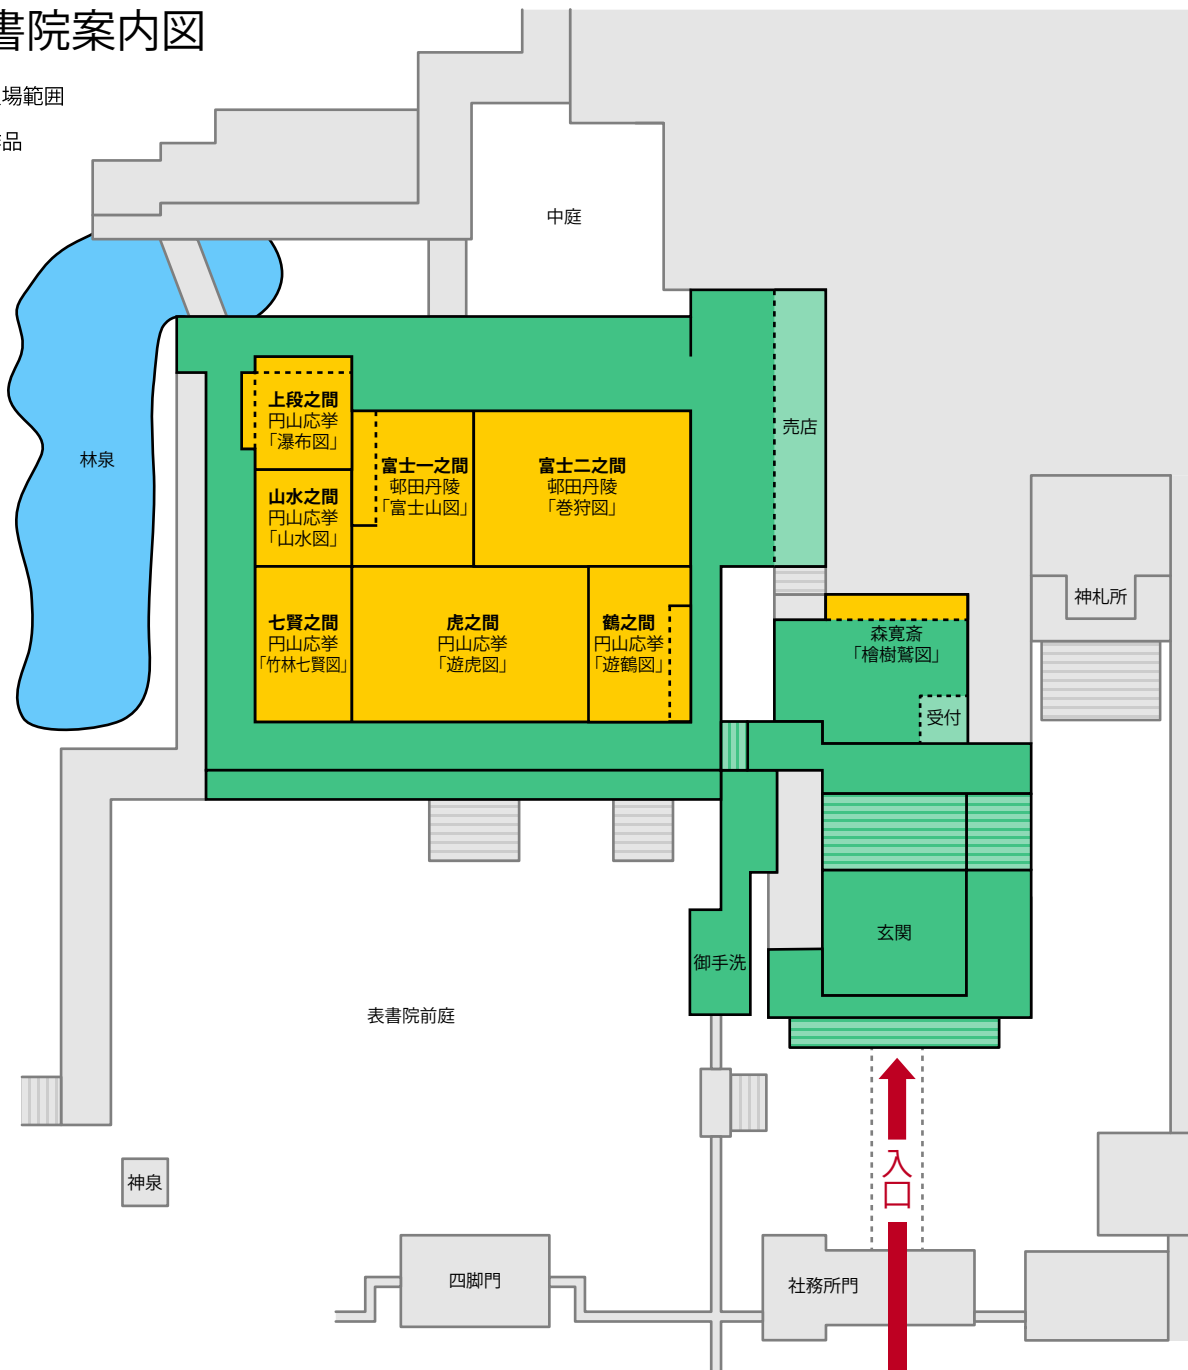 書院案内図
場範囲
品
中庭
林泉
上段之間
円山応挙
「瀑布図」
山水之間
円山応挙
「山水図」
富士一之間
邨田丹陵
「富士山図」
富士二之間
邨田丹陵
「巻狩図」
売店
七賢之間
円山応挙
「竹林七賢図」
虎之間
円山応挙
「遊虎図」
鶴之間
円山応挙
「遊鶴図」
神札所
森寛斎
「檜樹鷲図」
受付
玄関
御手洗
表書院前庭
入口
神泉
四脚門
社務所門